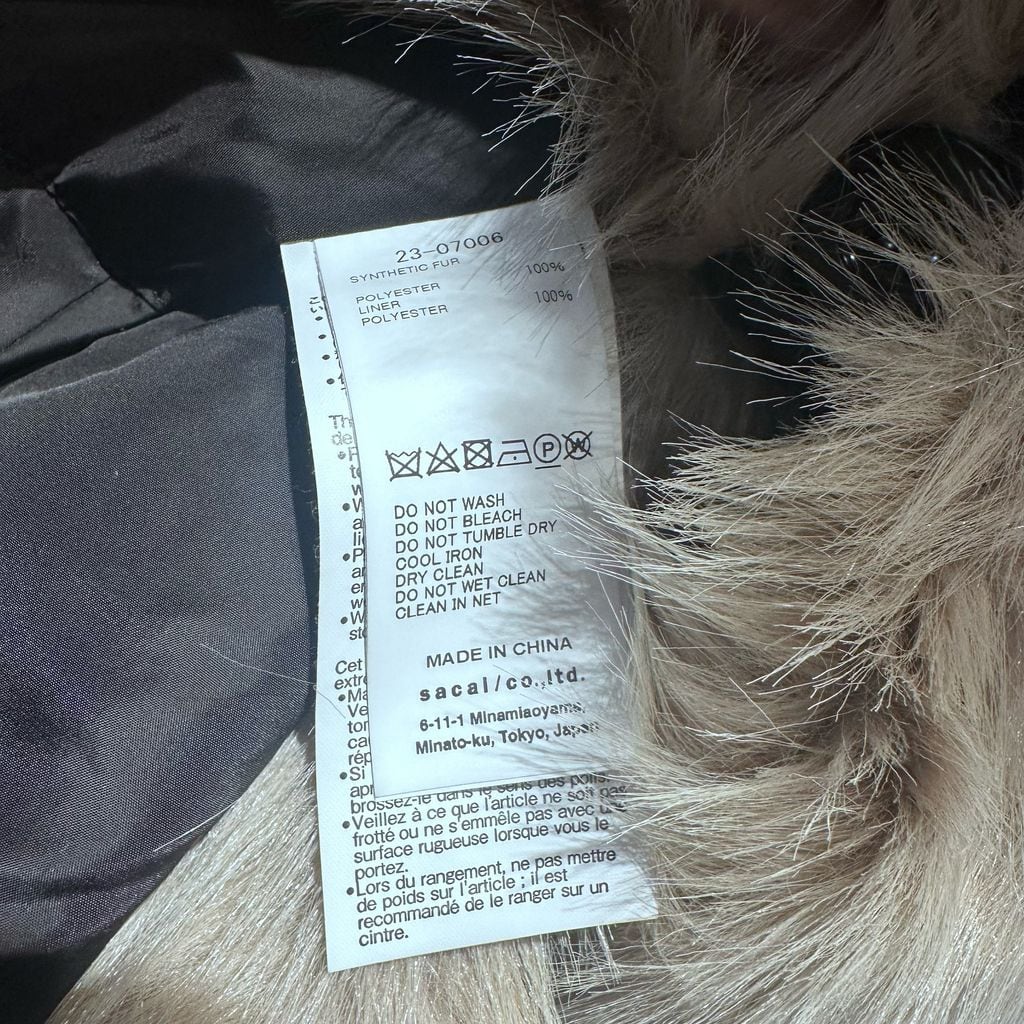 23-07006
SYNTHETIC FUR
100%
POLYESTER
LINER
100%
POLYESTER
P
W
DO NOT WASH
DO NOT BLEACH
DO NOT TUMBLE DRY
COOL IRON
DRY CLEAN
DO NOT WET CLEAN
CLEAN IN NET
MADE IN CHINA
sacai/co.,ltd.
6-11-1 Minamiaoyama,
Minato-ku, Tokyo, Japan
Cet
brossez-le dans le sens des poils.
•Veillez à ce que l'article ne soit pas
frotté ou ne s'emmêle pas avec
surface rugueuse lorsque vous le
portez.
•Lors du rangement, ne pas mettre
de poids sur l'article ; il est
recommandé de le ranger sur un
cintre.